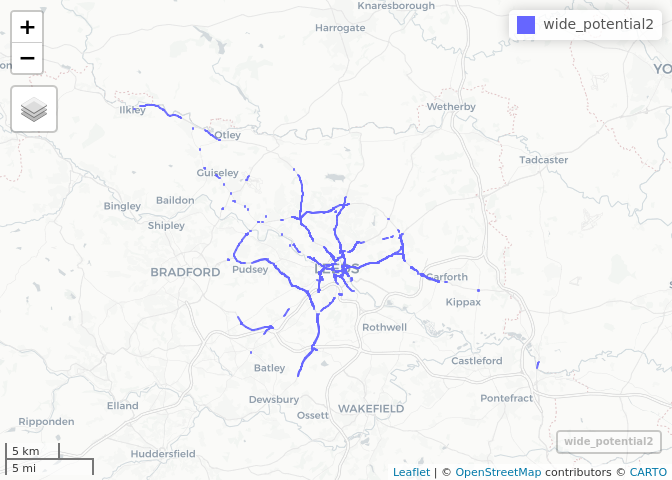 +
−
wide_potential2
Knaresborough
Harrogate
YO
Ilkley
Otley
Wetherby
Tadcaster
Guiseley
Bingley
Baildon
Shipley
BRADFORD
Pudsey
LEEDS
Garforth
Kippax
Rothwell
Castleford
Batley
Pontefract
Dewsbury
Elland
Ossett
WAKEFIELD
Ripponden
Huddersfield
wide_potential2
5 km
5 mi
Leaflet | © OpenStreetMap contributors © CARTO